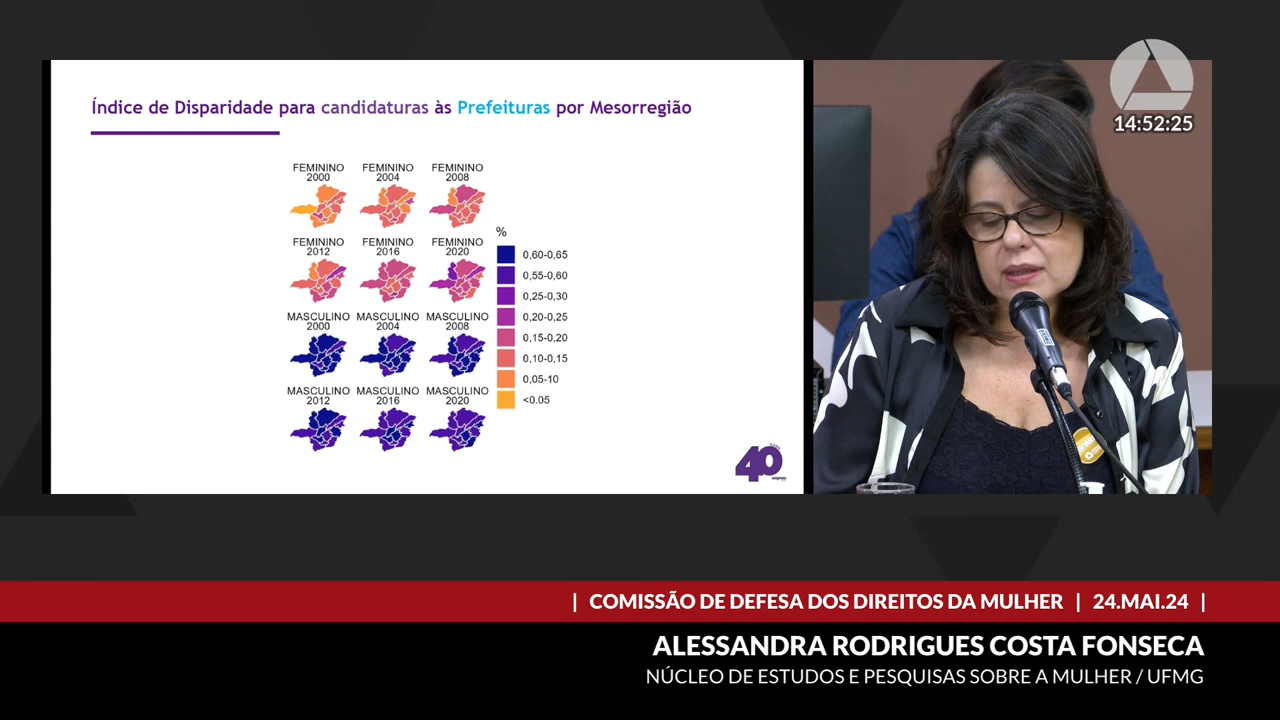 Índice de Disparidade para candidaturas às Prefeituras por Mesorregião
FEMININO FEMININO FEMININO
2000 2004 2008
FEMININO FEMININO FEMININO
2012 2016 2020
MASCULINO MASCULINO MASCULINO
2000 2004 2008
MASCULINO MASCULINO MASCULINO
2012 2016 2020
%
0,60-0,65
0,55-0,60
0,25-0,30
0,20-0,25
0,15-0,20
0,10-0,15
0,05-10
<0.05
40
14:52:25
| COMISSÃO DE DEFESA DOS DIREITOS DA MULHER | 24.MAI.24 |
ALESSANDRA RODRIGUES COSTA FONSECA
NÚCLEO DE ESTUDOS E PESQUISAS SOBRE A MULHER / UFMG